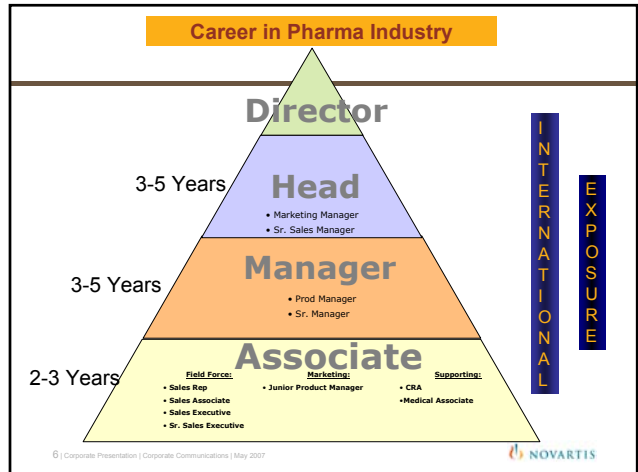 Career in Pharma Industry
Director
3-5 Years
Head
• Marketing Manager
• Sr. Sales Manager
3-5 Years
Manager
• Prod Manager
• Sr. Manager
2-3 Years
Associate
Field Force:
• Sales Rep
• Sales Associate
• Sales Executive
• Sr. Sales Executive
Marketing:
• Junior Product Manager
Supporting:
• CRA
•Medical Associate
INTERNATIONAL
EXPOSURE
6 | Corporate Presentation | Corporate Communications | May 2007
NOVARTIS